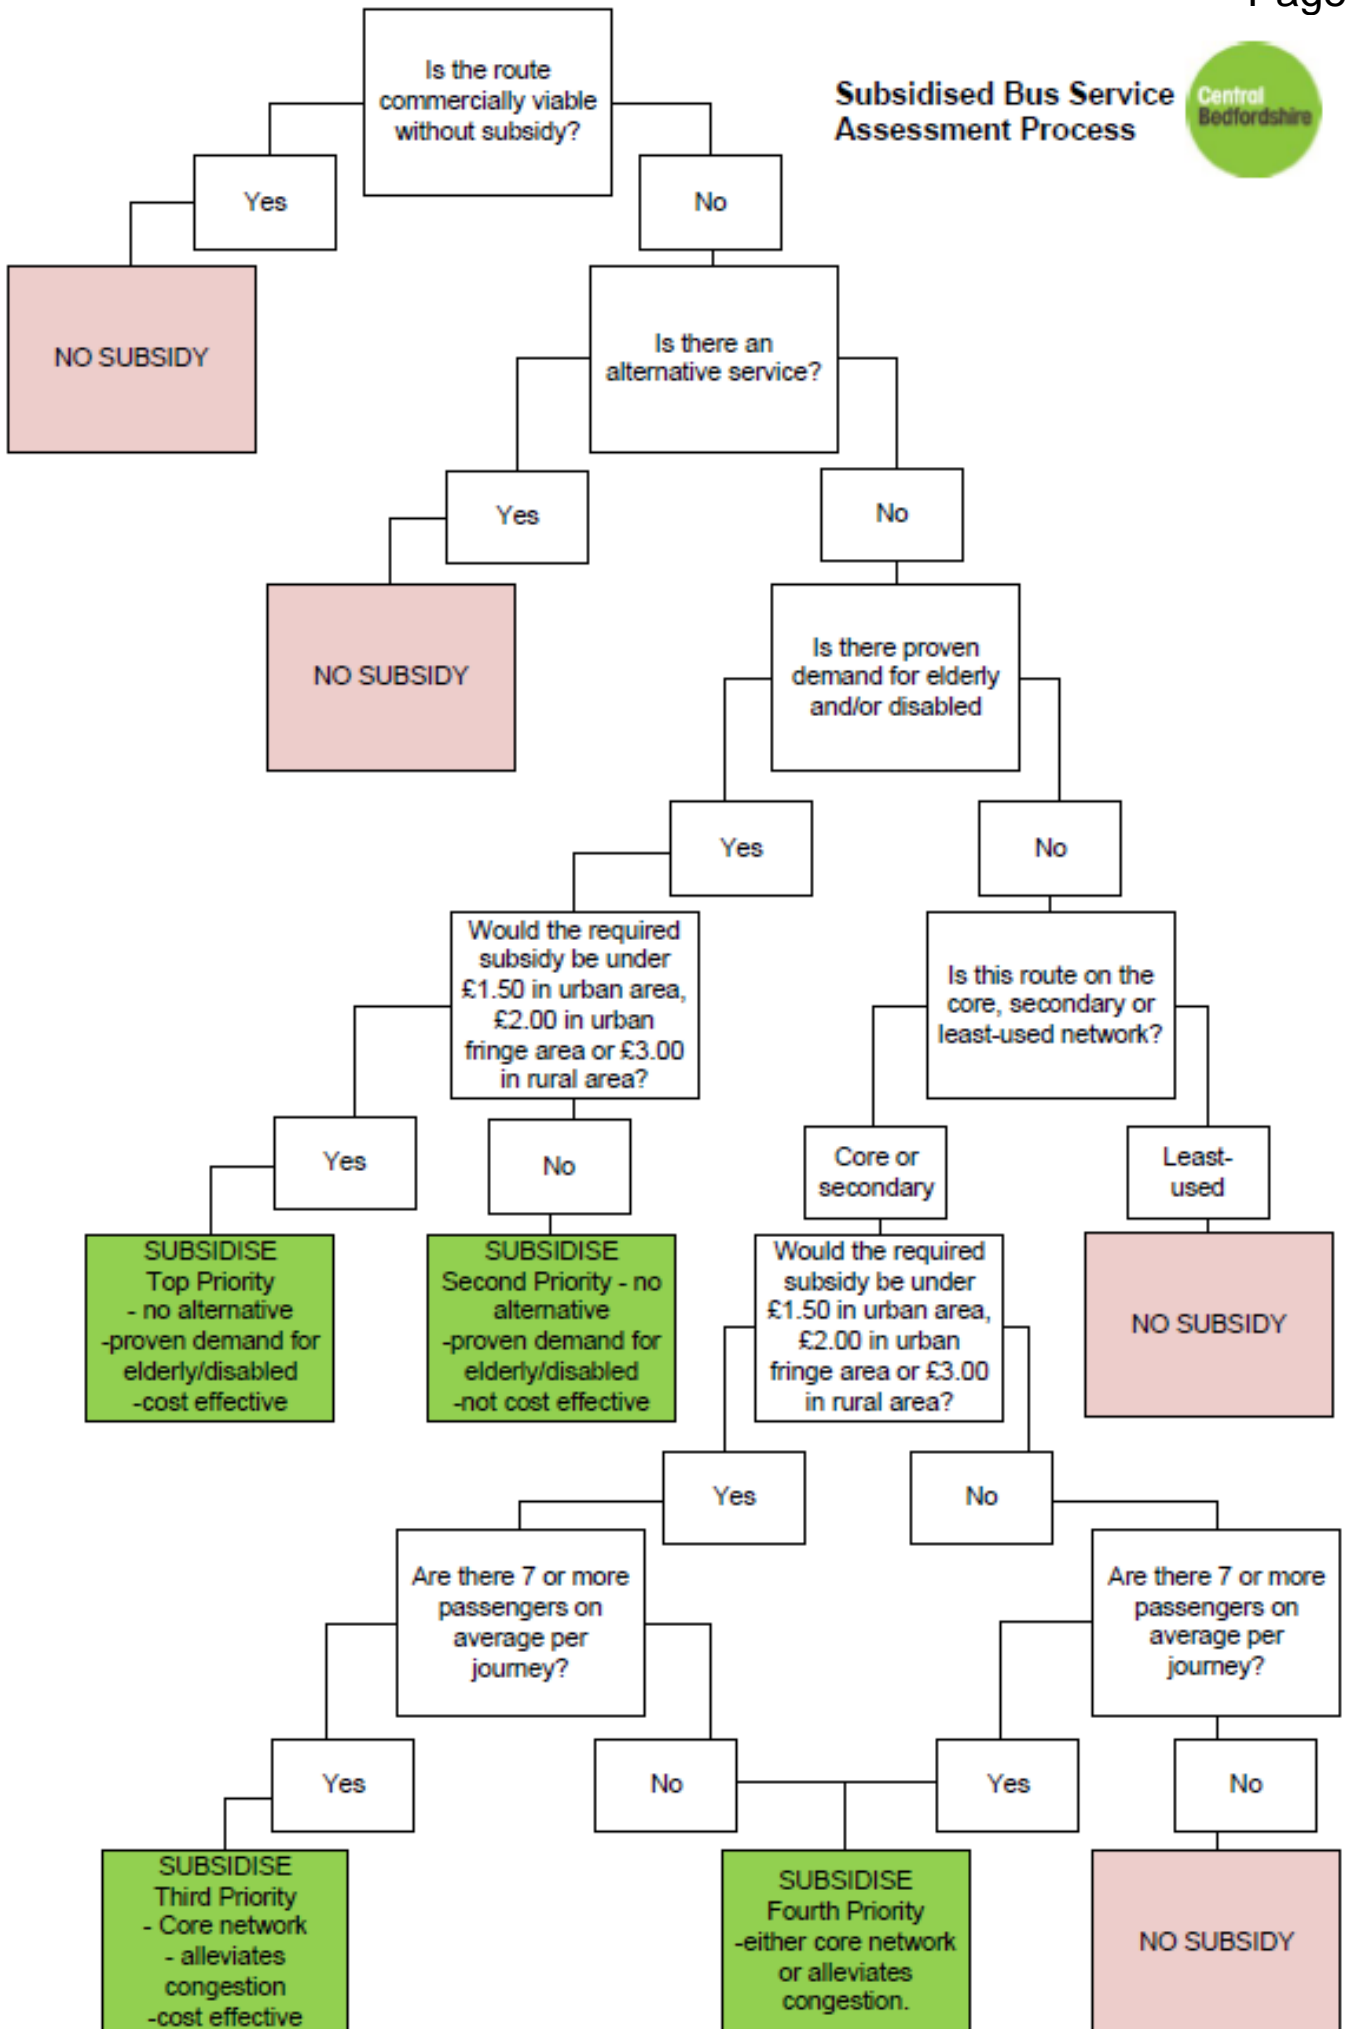 Page
Subsidised Bus Service
Assessment Process
Central
Bedfordshire
Is the route
commercially viable
without subsidy?
Yes
No
NO SUBSIDY
Is there an
alternative service?
Yes
No
NO SUBSIDY
Is there proven
demand for elderly
and/or disabled
Yes
No
Would the required
subsidy be under
£1.50 in urban area,
£2.00 in urban
fringe area or £3.00
in rural area?
Is this route on the
core, secondary or
least-used network?
Yes
No
Core or
secondary
Least-
used
SUBSIDISE
Top Priority
- no alternative
-proven demand for
elderly/disabled
-cost effective
SUBSIDISE
Second Priority - no
alternative
-proven demand for
elderly/disabled
-not cost effective
Would the required
subsidy be under
£1.50 in urban area,
£2.00 in urban
fringe area or £3.00
in rural area?
NO SUBSIDY
Yes
No
Are there 7 or more
passengers on
average per
journey?
Are there 7 or more
passengers on
average per
journey?
Yes
No
Yes
No
SUBSIDISE
Third Priority
- Core network
- alleviates
congestion
-cost effective
SUBSIDISE
Fourth Priority
-either core network
or alleviates
congestion.
NO SUBSIDY